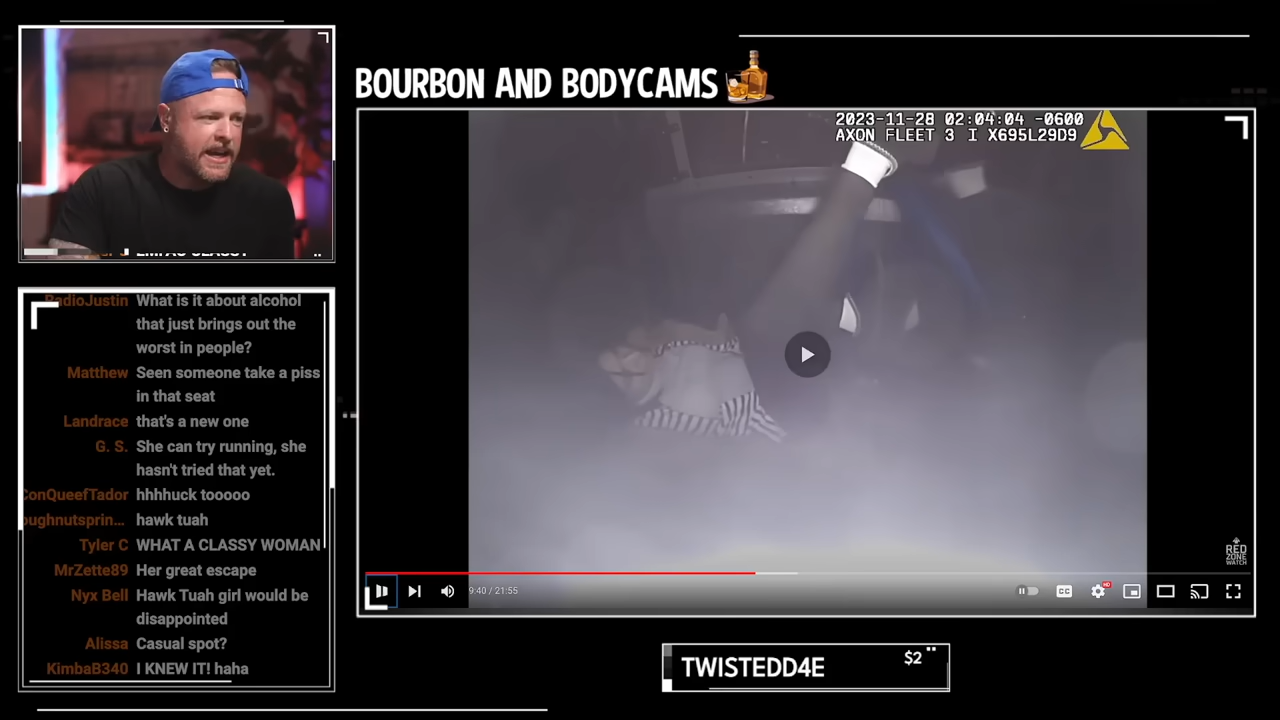 BOURBON AND BODYCAMS
2023-11-28 02:04:04 -0600
AXON FLEET 3 I X695L29D9
RadioJustin What is it about alcohol
that just brings out the
worst in people?
Matthew Seen someone take a piss
in that seat
Landrace that's a new one
G. S. She can try running, she
hasn't tried that yet.
ConQueefTador hhhhuck tooooo
oughnutsprin... hawk tuah
Tyler C WHAT A CLASSY WOMAN
MrZette89 Her great escape
Nyx Bell Hawk Tuah girl would be
disappointed
Alissa Casual spot?
KimbaB340 I KNEW IT! haha
RED
ZONE
WATCH
9:40 / 21:55
CC
HD
TWISTEDD4E $2